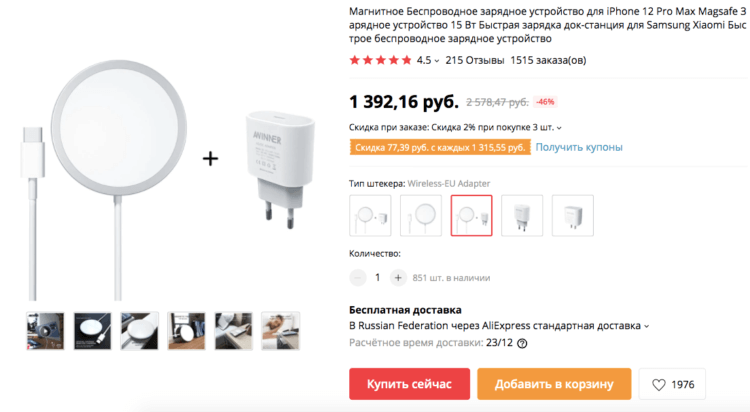 Магнитное Беспроводное зарядное устройство для iPhone 12 Pro Max Magsafe З
арядное устройство 15 Вт Быстрая зарядка док-станция для Samsung Xiaomi Быс
трое беспроводное зарядное устройство
4.5 215 Отзывы 1515 заказа(ов)
1 392,16 руб. 2 578,47 руб. -46%
Скидка при заказе: Скидка 2% при покупке 3 шт.
Скидка 77,39 руб. с каждых 1 315,55 руб. Получить купоны
AWINNER
+
Тип штекера: Wireless-EU Adapter
Количество:
− 1 + 851 шт. в наличии
Бесплатная доставка
В Russian Federation через AliExpress стандартная доставка
Расчётное время доставки: 23/12 ?
Купить сейчас Добавить в корзину 1976